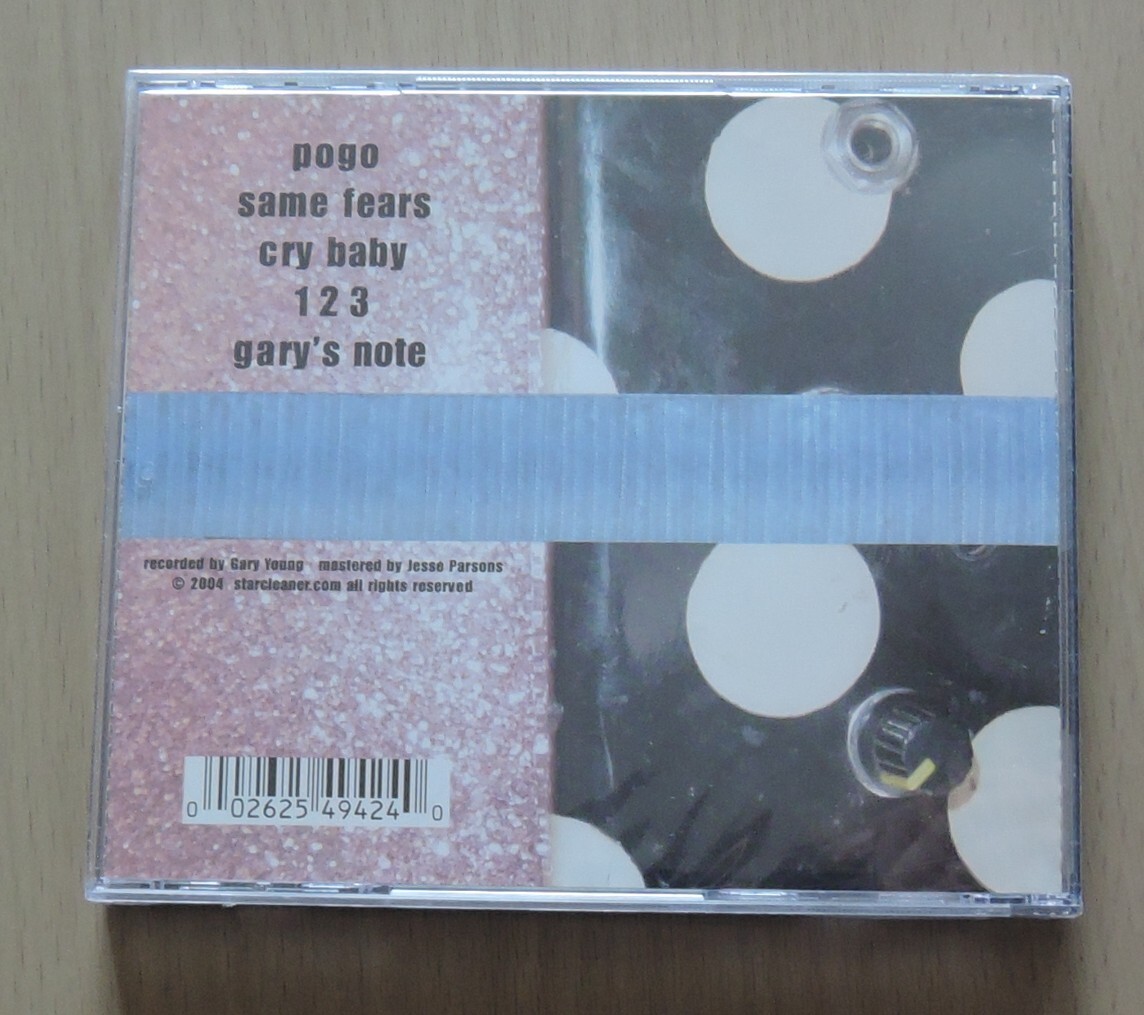 pogo
same fears
cry baby
1 2 3
gary's note
recorded by Gary Young mastered by Jesse Parsons
© 2004 starcleaner.com all rights reserved
0 02625 49424 0